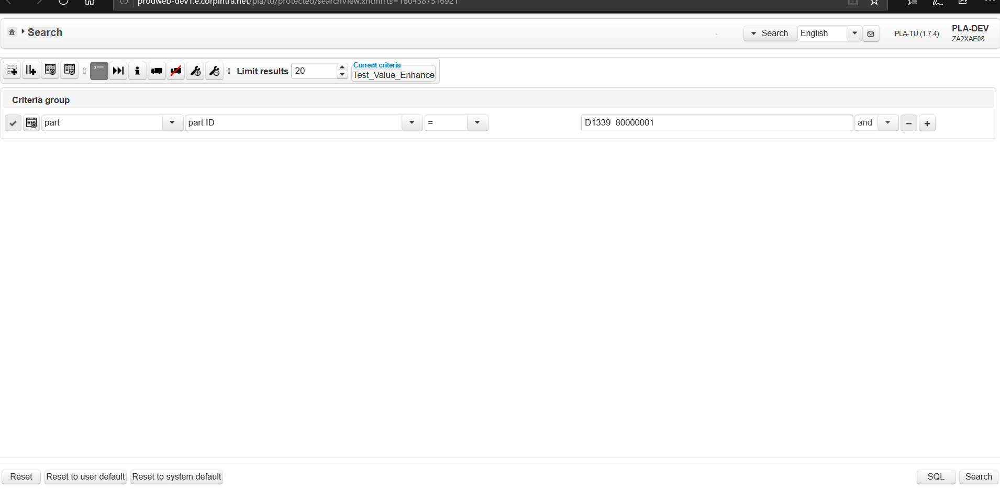 prodweb-dev1.e.corpintra.net/pla/tu/protected/searchView.xhtml?ts=1604387516921
Search
Search
English
PLA-TU (1.7.4)
PLA-DEV
ZA2XAE08
Limit results
20
Current criteria
Test_Value_Enhance
Criteria group
part
part ID
=
D1339  80000001
and
Reset
Reset to user default
Reset to system default
SQL
Search